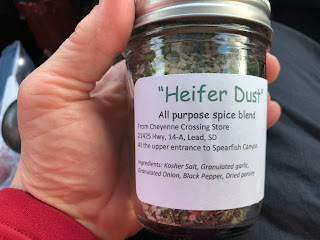 "Heifer Dust"
All purpose spice blend
From Cheyenne Crossing Store
21425 Hwy, 14-A, Lead, SD
At the upper entrance to Spearfish Canyon
Ingredients: Kosher Salt, Granulated garlic,
Granulated Onion, Black Pepper, Dried parsley